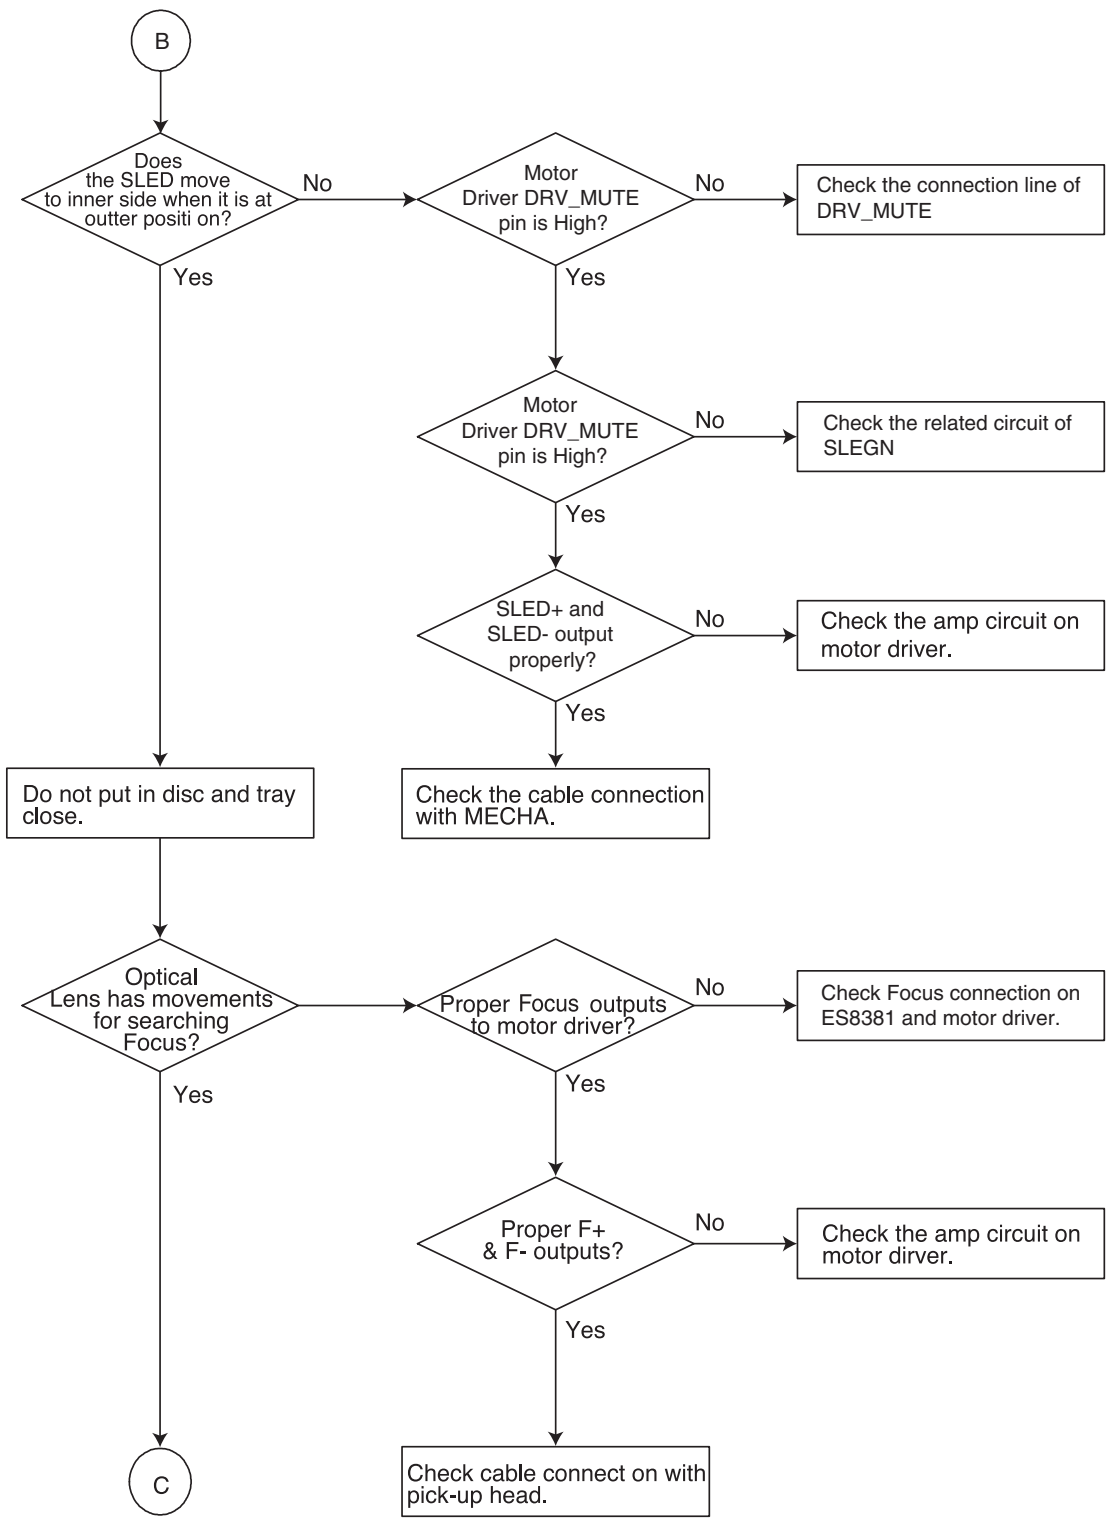 B
Does
the SLED move
to inner side when it is at
outter positi on?
No
Yes
Motor
Driver DRV_MUTE
pin is High?
No
Yes
Check the connection line of
DRV_MUTE
Motor
Driver DRV_MUTE
pin is High?
No
Yes
Check the related circuit of
SLEGN
SLED+ and
SLED- output
properly?
No
Yes
Check the amp circuit on
motor driver.
Do not put in disc and tray
close.
Check the cable connection
with MECHA.
Optical
Lens has movements
for searching
Focus?
Yes
Proper Focus outputs
to motor driver?
No
Yes
Check Focus connection on
ES8381 and motor driver.
Proper F+
& F- outputs?
No
Yes
Check the amp circuit on
motor dirver.
C
Check cable connect on with
pick-up head.